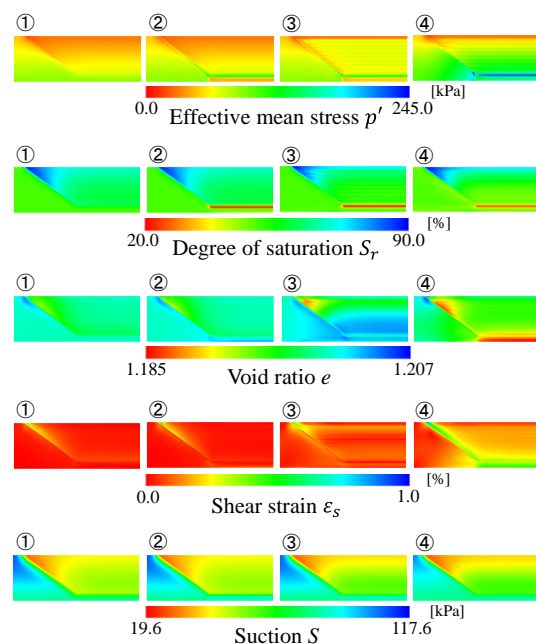 ① ② ③ ④
[kPa]
0.0 245.0
Effective mean stress p′
① ② ③ ④
[%]
20.0 90.0
Degree of saturation Sᵣ
① ② ③ ④
1.185 1.207
Void ratio e
① ② ③ ④
[%]
0.0 1.0
Shear strain εₛ
① ② ③ ④
[kPa]
19.6 117.6
Suction S